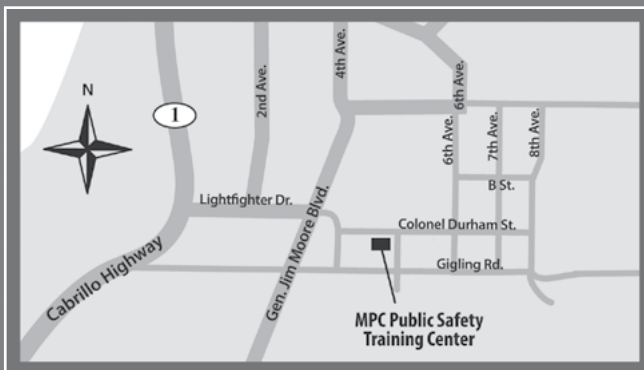 N
1
2nd Ave.
4th Ave.
6th Ave.
6th Ave.
7th Ave.
8th Ave.
B St.
Lightfighter Dr.
Colonel Durham St.
Gen. Jim Moore Blvd.
Gigling Rd.
Cabrillo Highway
MPC Public Safety
Training Center